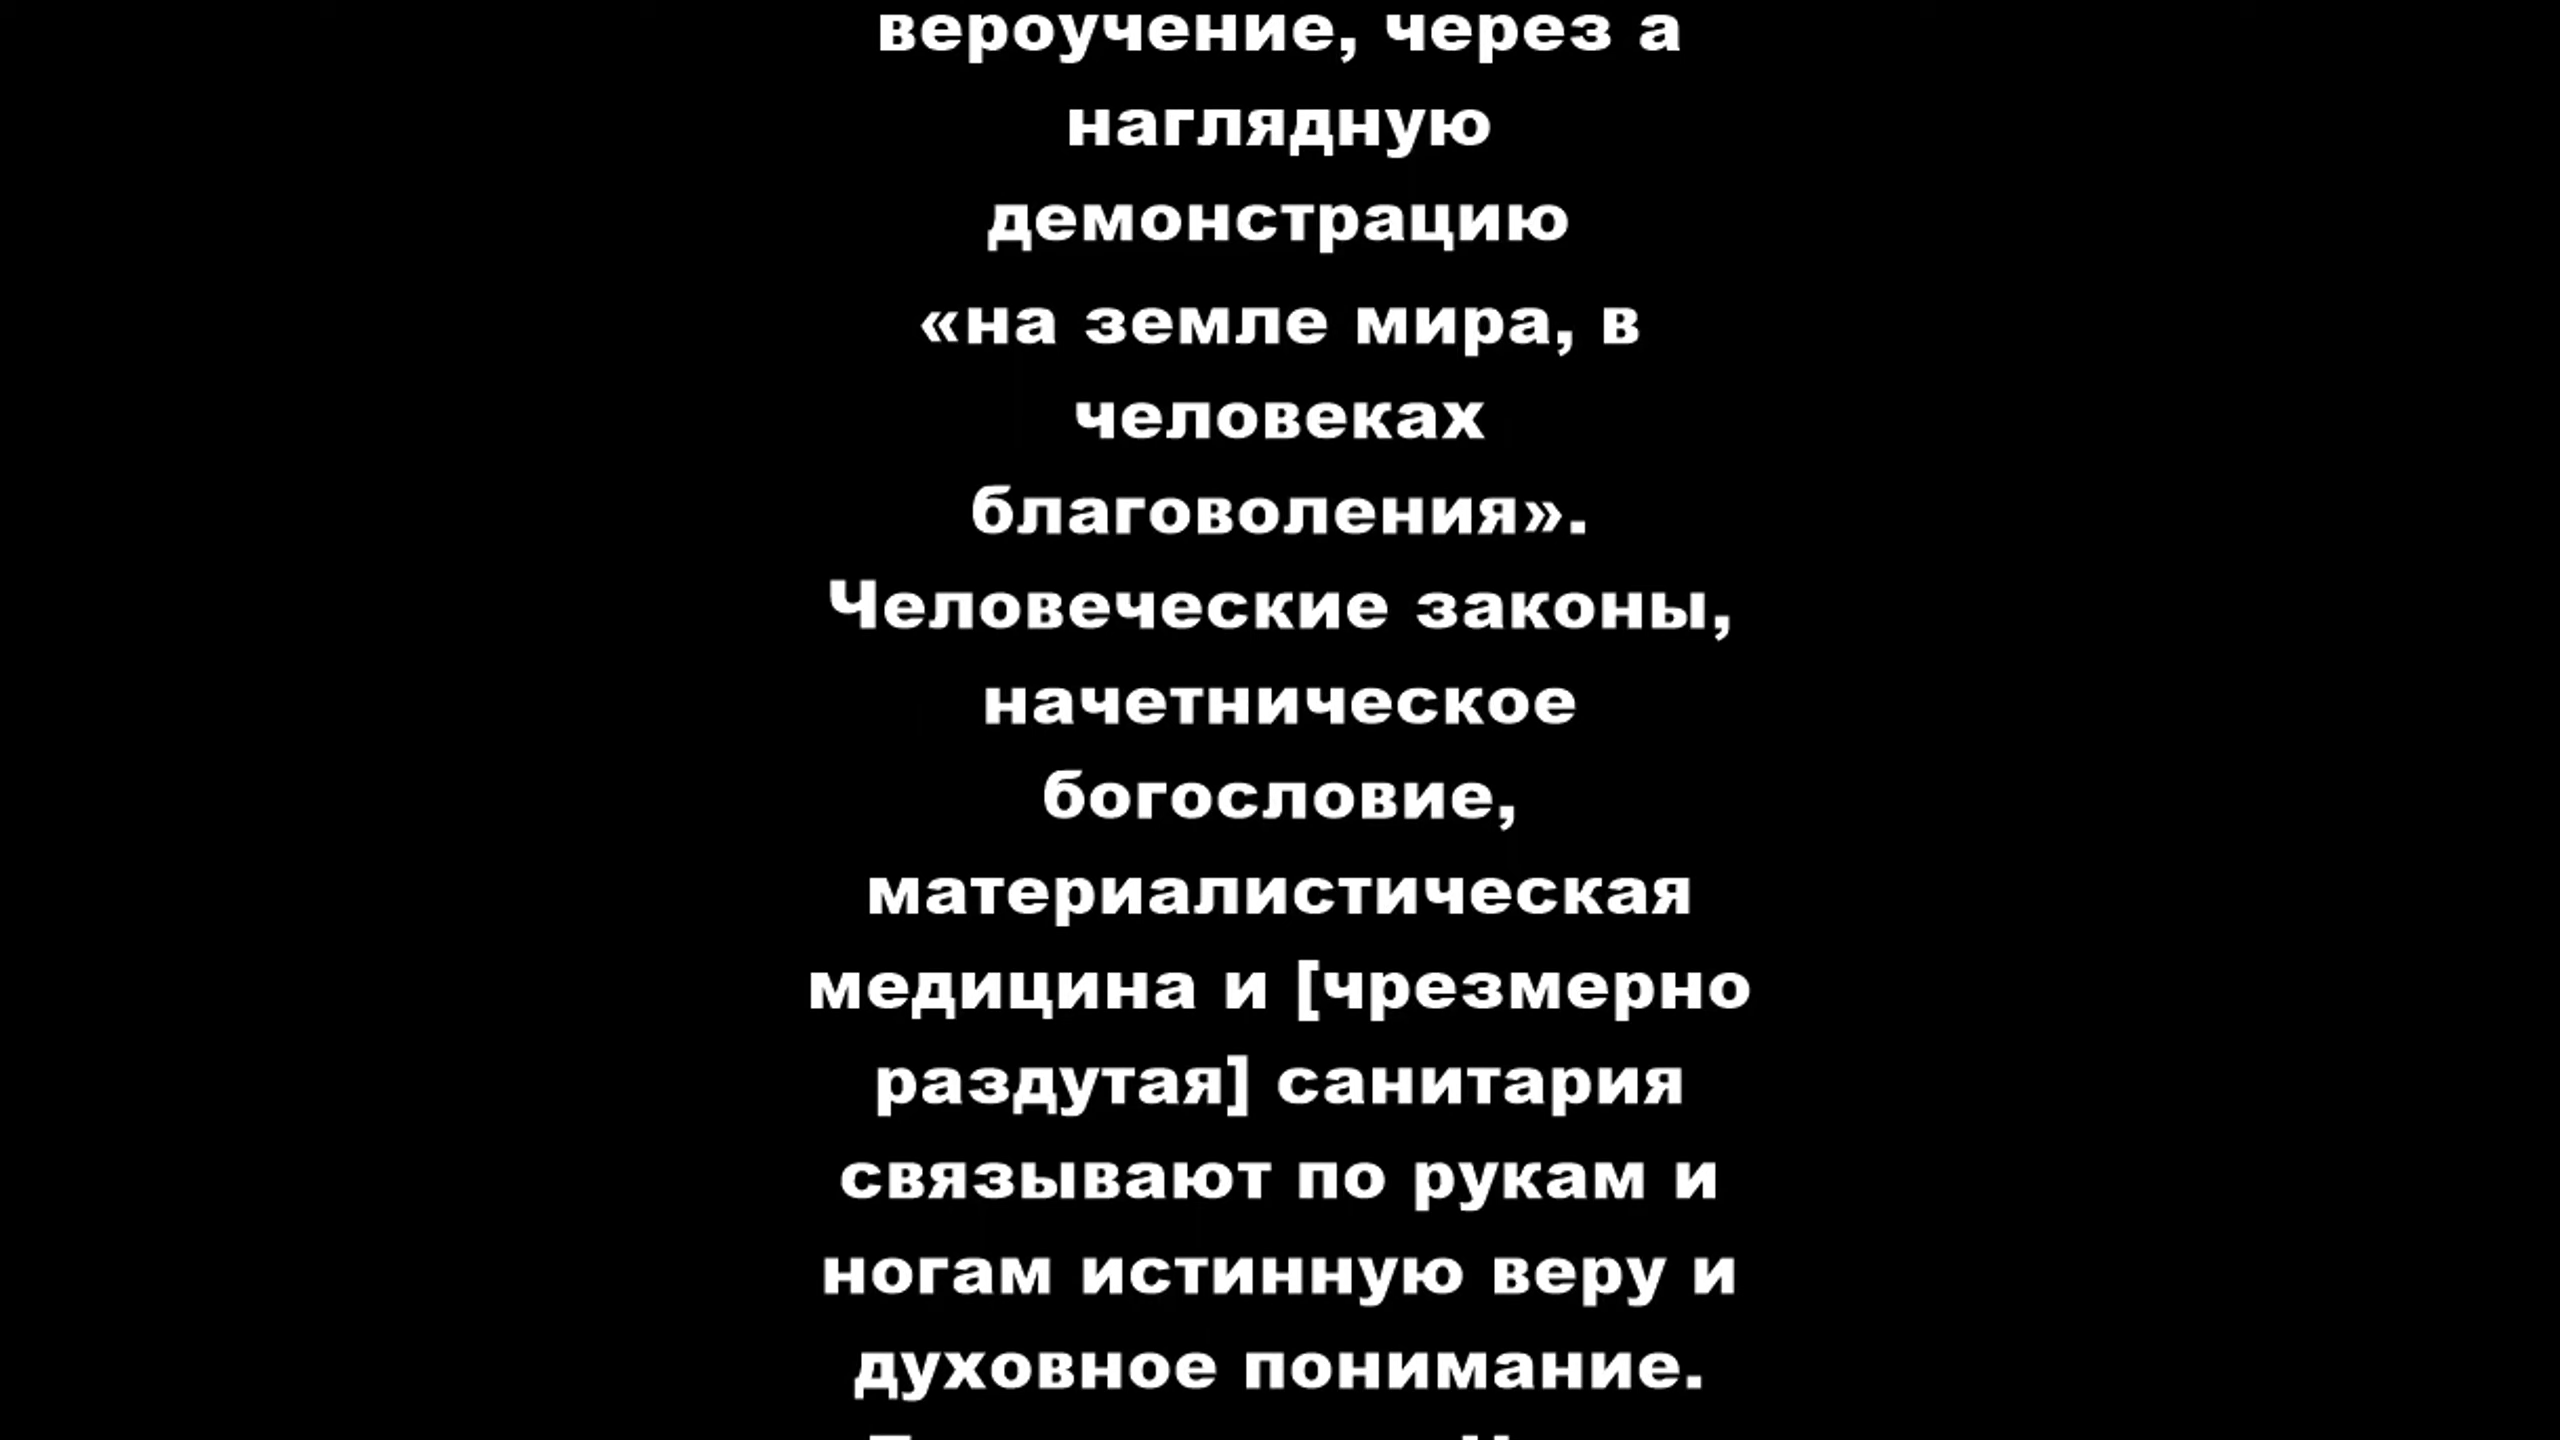 вероучение, через а
наглядную
демонстрацию
«на земле мира, в
человеках
благоволения».
Человеческие законы,
начетническое
богословие,
материалистическая
медицина и [чрезмерно
раздутая] санитария
связывают по рукам и
ногам истинную веру и
духовное понимание.